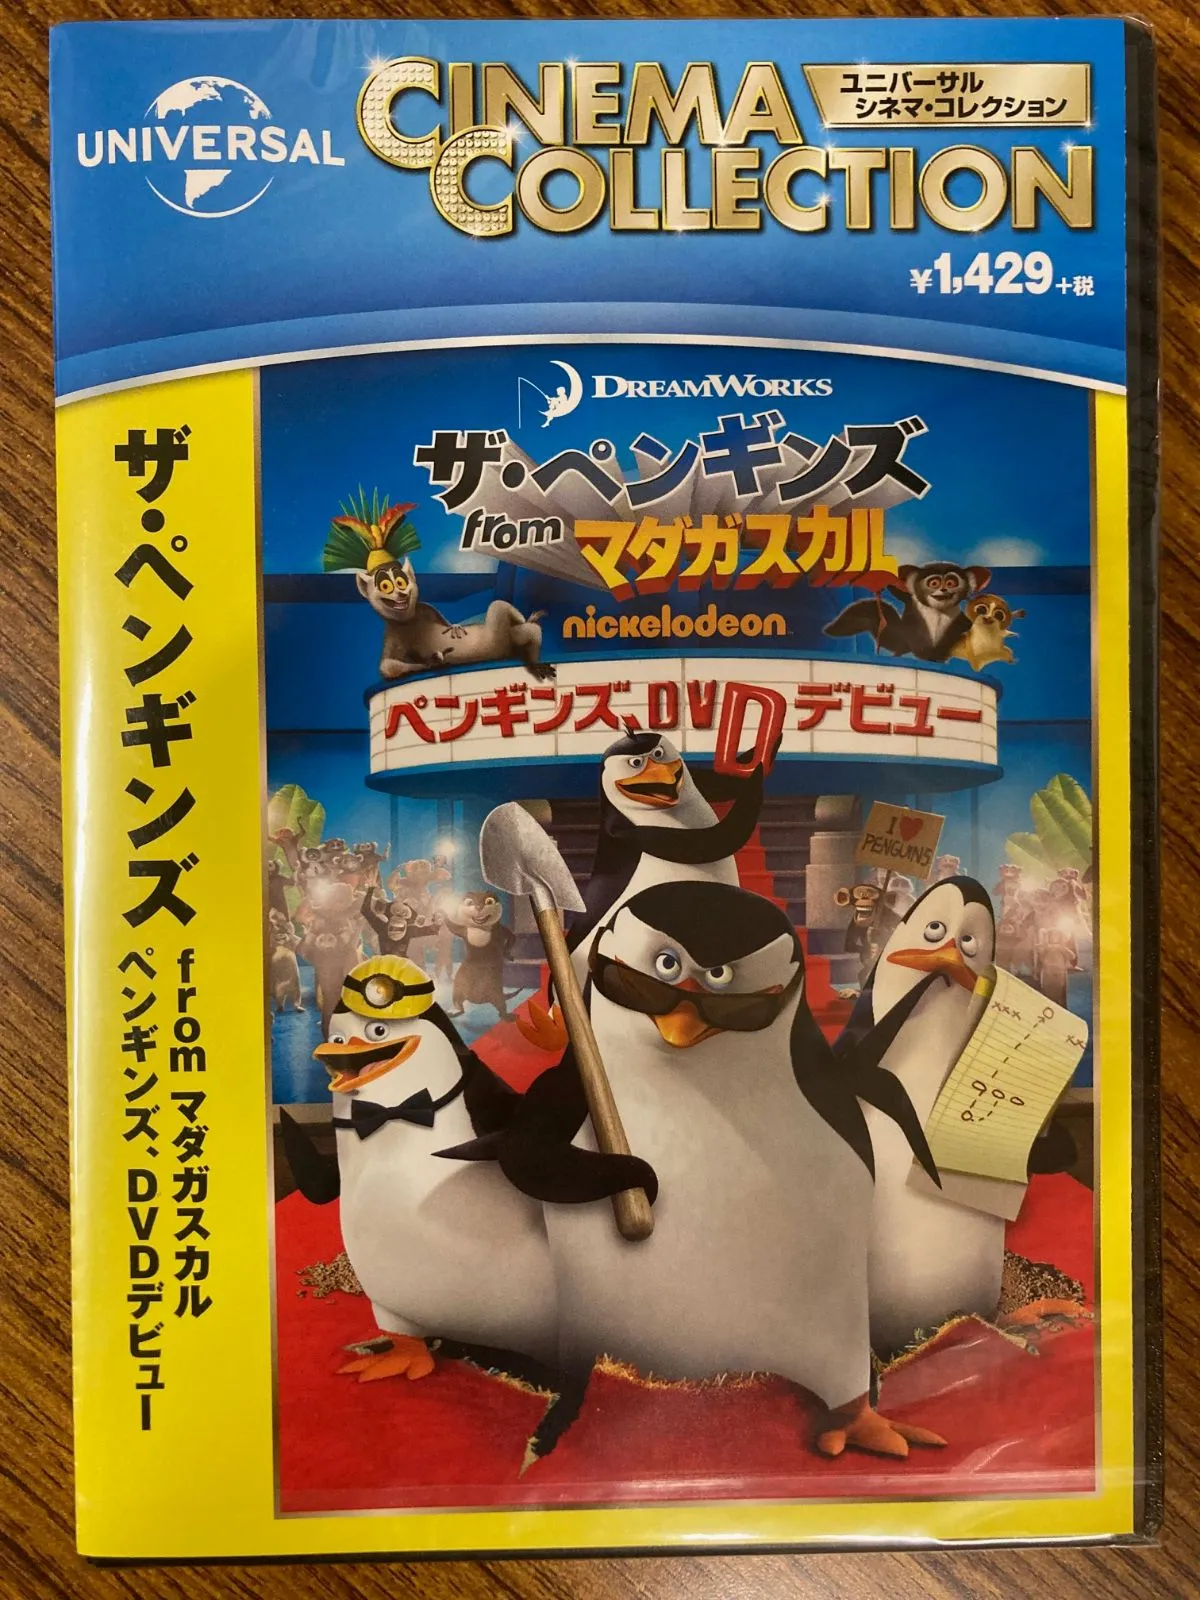 UNIVERSAL
CINEMA
COLLECTION
ユニバーサル
シネマ・コレクション
¥1,429+税
DREAMWORKS
ザ・ペンギンズ
from マダガスカル
nickelodeon
ペンギンズ、DVDデビュー
I ♥
PENGUINS
ザ・ペンギンズ from マダガスカル
ペンギンズ、DVDデビュー